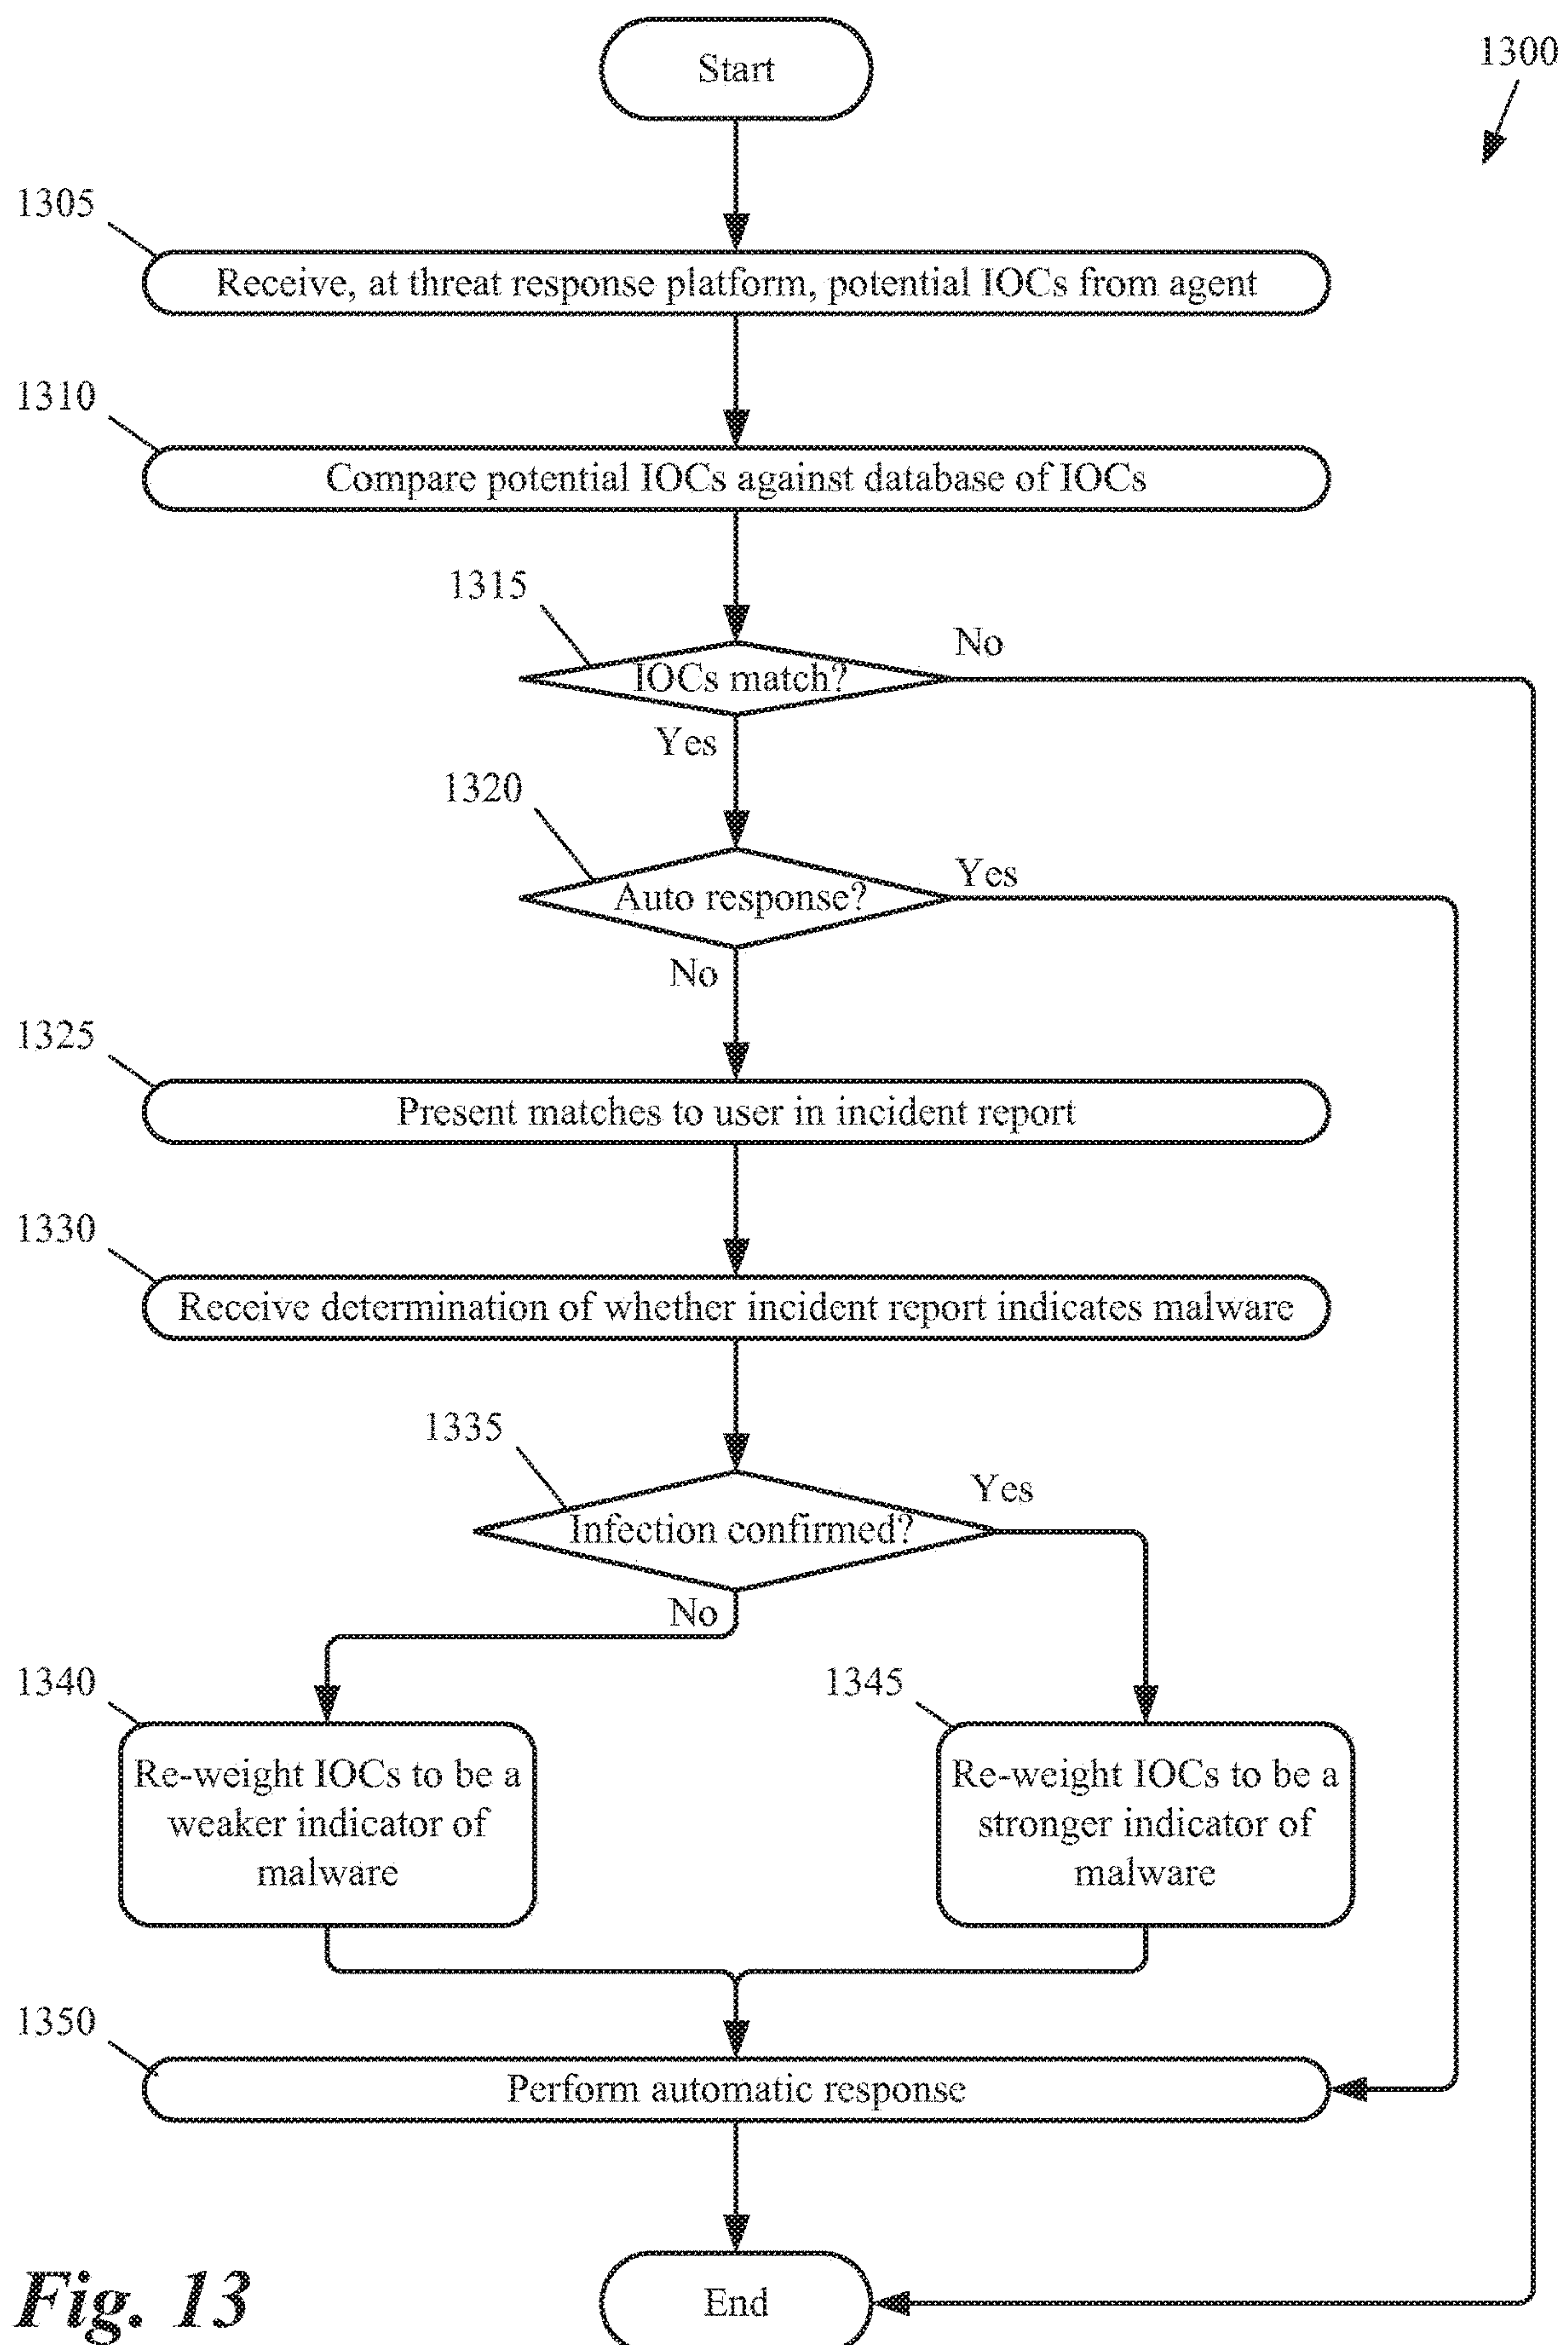 Start
1300
1305
Receive, at threat response platform, potential IOCs from agent
1310
Compare potential IOCs against database of IOCs
1315
No
IOCs match?
Yes
1320
Yes
Auto response?
No
1325
Present matches to user in incident report
1330
Receive determination of whether incident report indicates malware
1335
Yes
Infection confirmed?
No
1340
1345
Re-weight IOCs to be a
weaker indicator of
malware
Re-weight IOCs to be a
stronger indicator of
malware
1350
Perform automatic response
End
Fig. 13